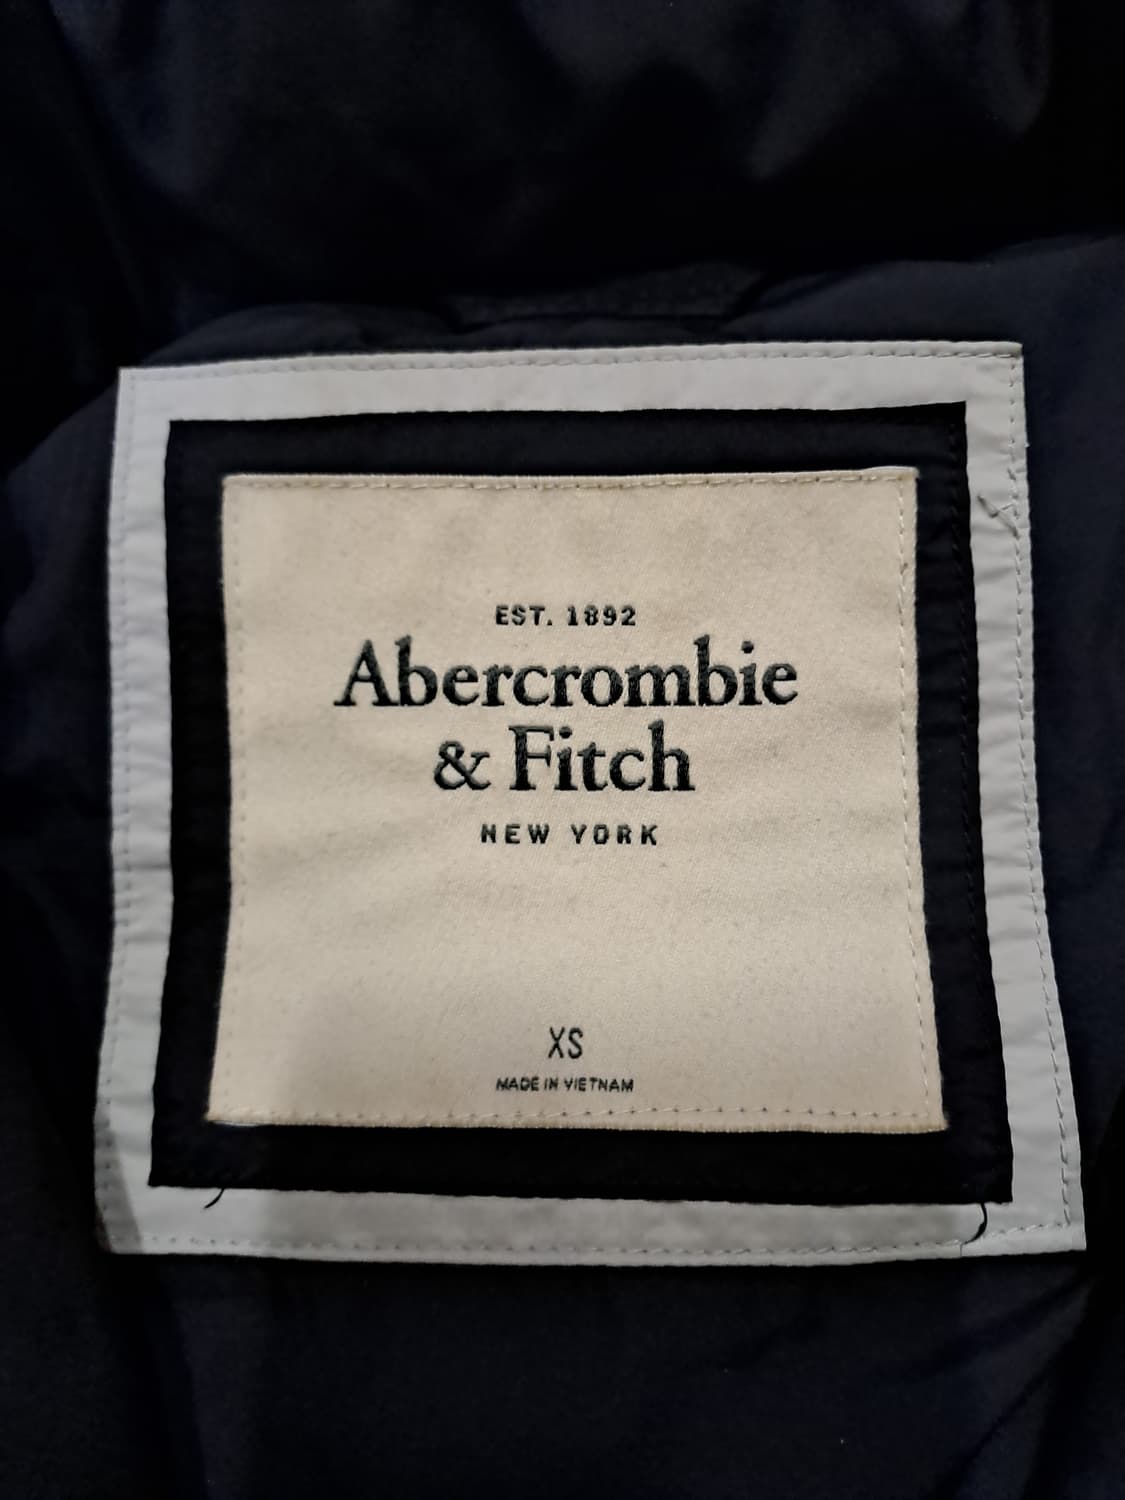 EST. 1892
Abercrombie
& Fitch
NEW YORK
XS
MADE IN VIETNAM